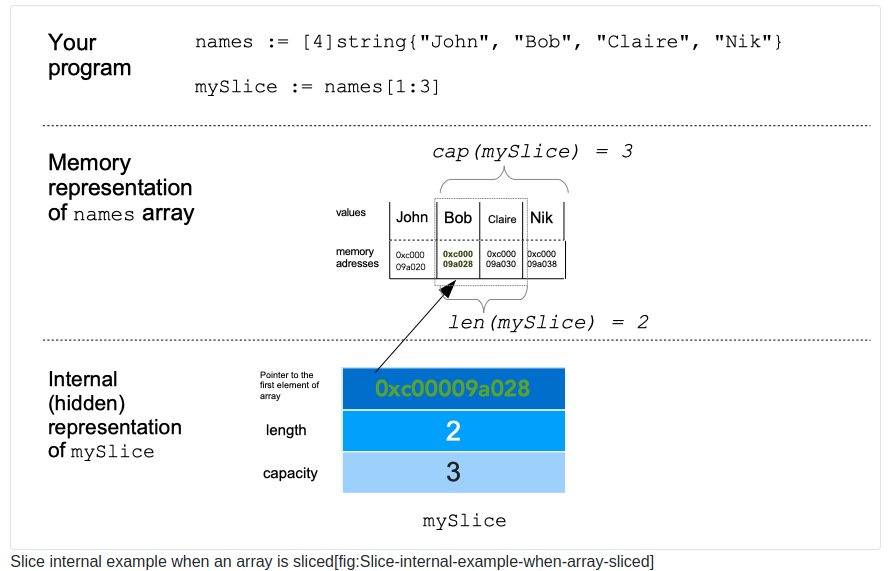 Your
program
names := [4]string{"John", "Bob", "Claire", "Nik"}
mySlice := names[1:3]
Memory
representation
of names array
cap(mySlice) = 3
values
John Bob Claire Nik
memory
adresses
0xc000
09a020
0xc000
09a028
0xc000
09a030
0xc000
09a038
len(mySlice) = 2
Internal
(hidden)
representation
of mySlice
Pointer to the
first element of
array
0xc00009a028
length
2
capacity
3
mySlice
Slice internal example when an array is sliced[fig:Slice-internal-example-when-array-sliced]